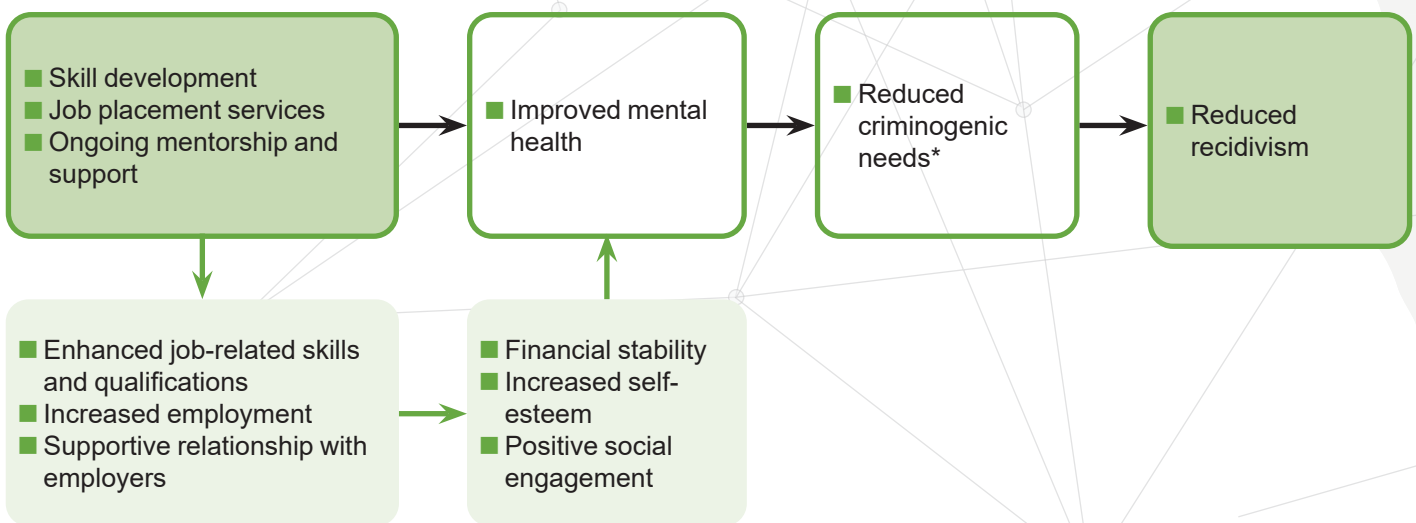 Skill development
Job placement services
Ongoing mentorship and
support
Improved mental
health
Reduced
criminogenic
needs*
Reduced
recidivism
Enhanced job-related skills
and qualifications
Increased employment
Supportive relationship with
employers
Financial stability
Increased self-
esteem
Positive social
engagement